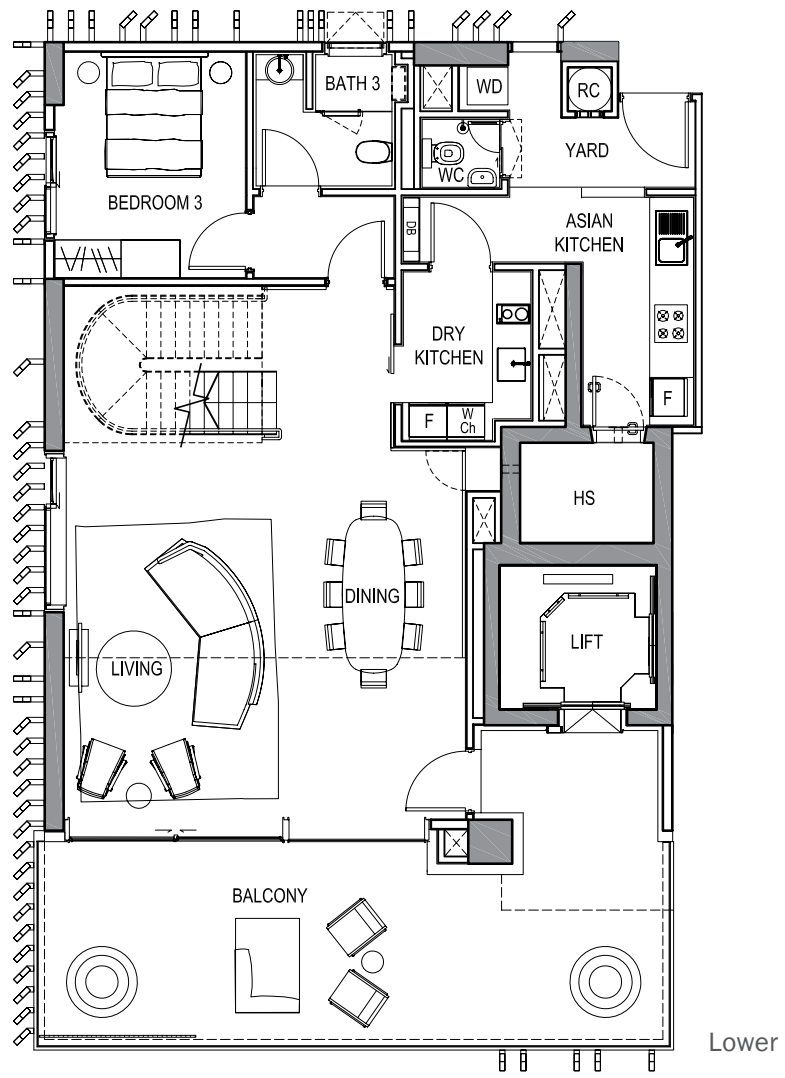 BATH 3
WD
RC
YARD
WC
BEDROOM 3
DB
ASIAN
KITCHEN
DRY
KITCHEN
F
W
Ch
F
HS
DINING
LIVING
LIFT
BALCONY
Lower